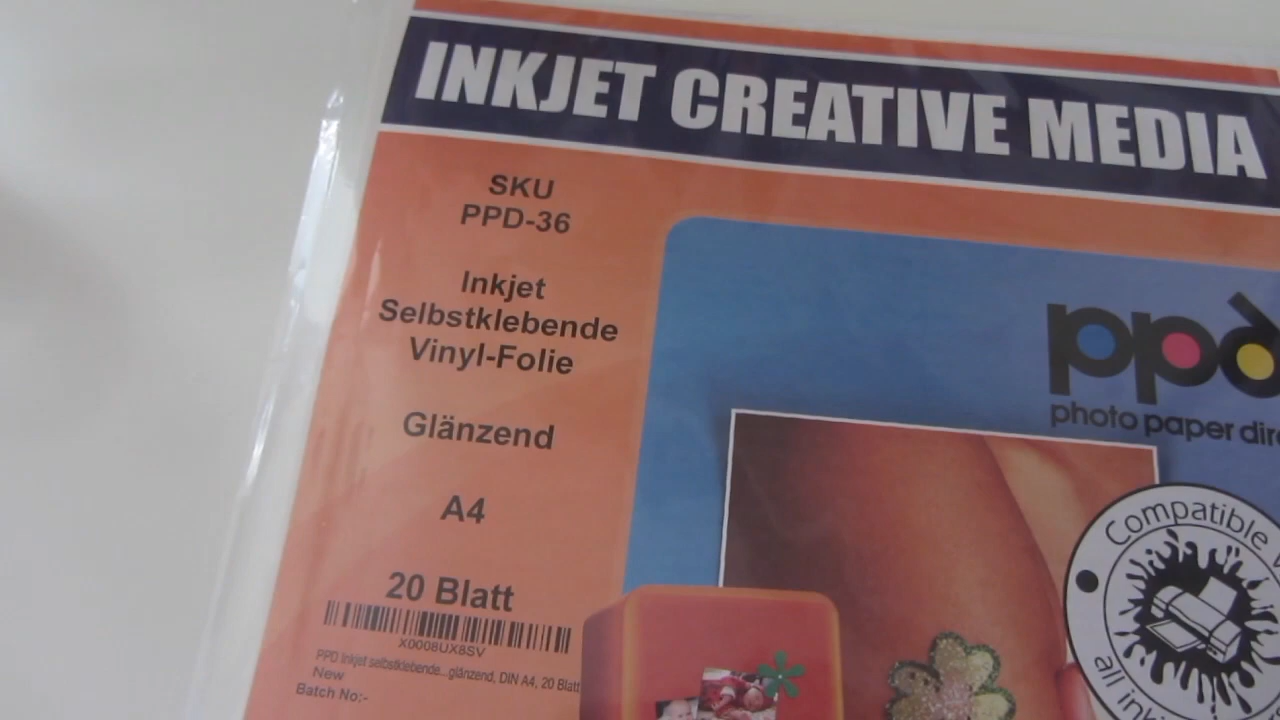 INKJET CREATIVE MEDIA
SKU
PPD-36
Inkjet
Selbstklebende
Vinyl-Folie
Glänzend
A4
20 Blatt
X0008UX8SV
PPD Inkjet selbstklebende...glänzend, DIN A4, 20 Blatt
New
Batch No:-
ppd
photo paper dire
Compatible
all ink